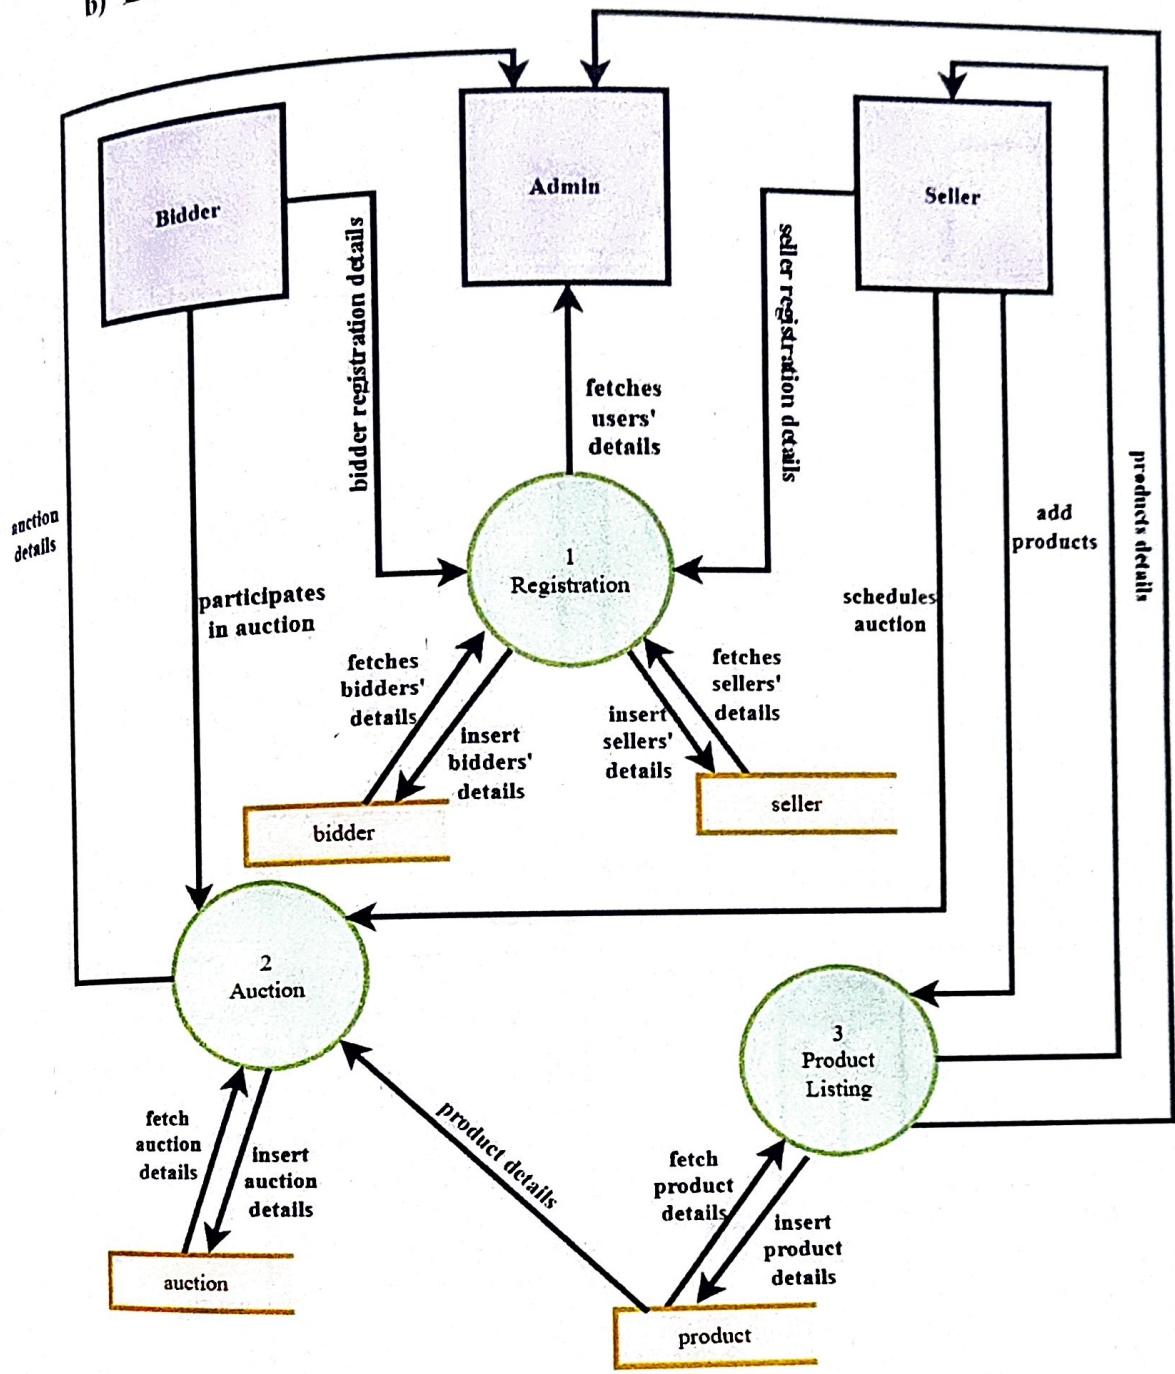 b)
Bidder
Admin
Seller
bidder registration details
seller registration details
fetches
users'
details
auction
details
participates
in auction
1
Registration
schedules
auction
add
products
products details
fetches
bidders'
details
insert
bidders'
details
insert
sellers'
details
fetches
sellers'
details
bidder
seller
2
Auction
3
Product
Listing
fetch
auction
details
insert
auction
details
product details
fetch
product
details
insert
product
details
auction
product